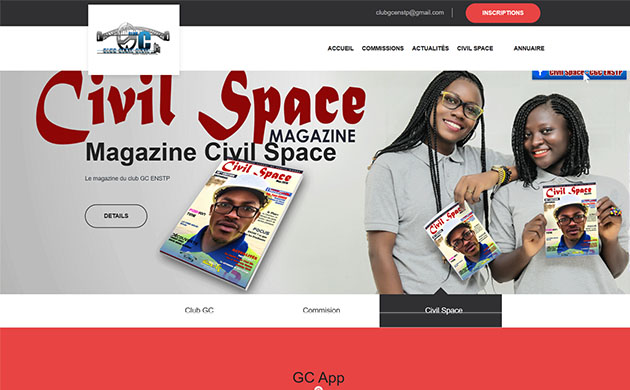 clubgcenstp@gmail.com
INSCRIPTIONS
GC
ACCUEIL
COMMISSIONS
ACTUALITÉS
CIVIL SPACE
ANNUAIRE
Civil Space - CGC ENSTP
Civil Space
MAGAZINE
Magazine Civil Space
Le magazine du club GC ENSTP
DETAILS
Civil Space
Civil Space
Civil Space
Club GC
Commision
Civil Space
GC App